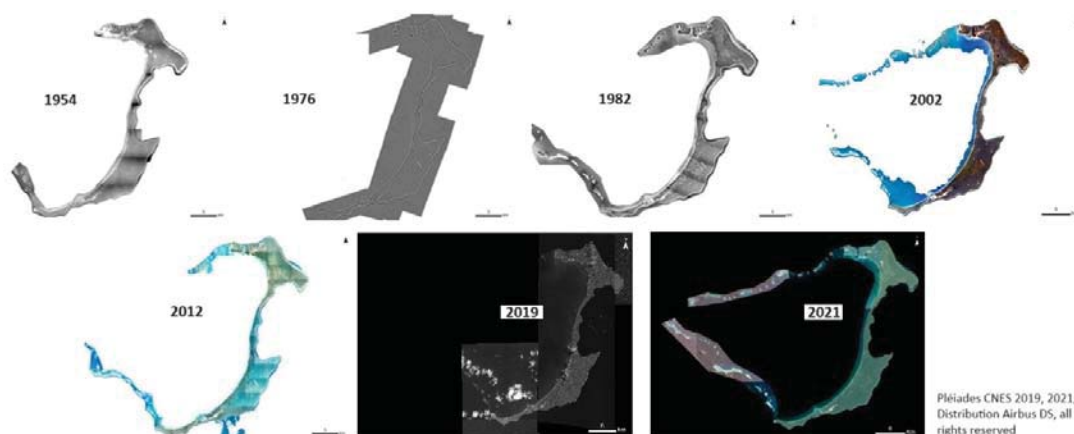 1954
1976
1982
2002
2012
2019
2021
Pléiades CNES 2019, 2021,
Distribution Airbus DS, all
rights reserved